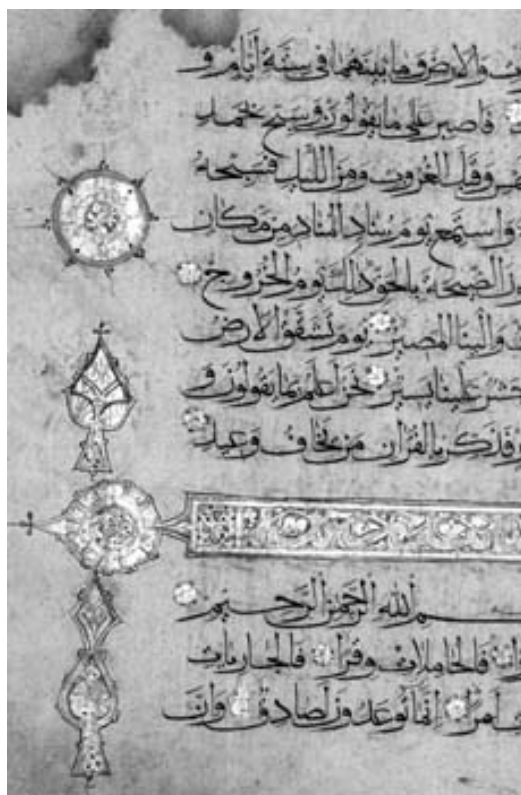 والارض وما بينهما في ستة ايام و
فاصبر على ما يقولون وسبح بحمد
وقبل الغروب ومن الليل فسبحه
واستمع يوم يناد المناد من مكان
الصيحة بالحق ذلك يوم الخروج
والينا المصير يوم تشقق الارض
حشر علينا يسير نحن اعلم بما يقولون و
فذكر بالقران من يخاف وعيد
الله الرحمن الرحيم
فالحاملات وقرا فالجاريات
امرا انما توعدون لصادق وان